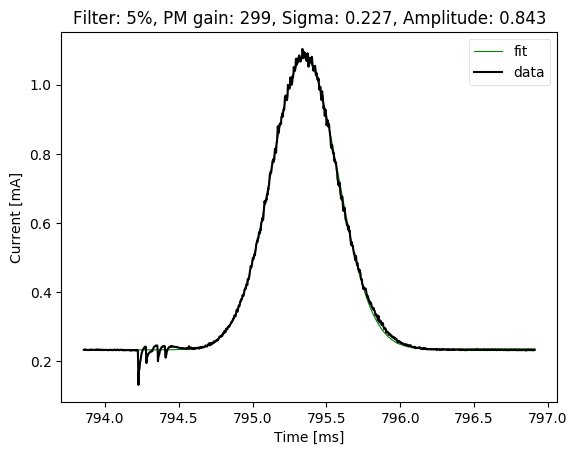 Filter: 5%, PM gain: 299, Sigma: 0.227, Amplitude: 0.843
fit
data
1.0
0.8
0.6
0.4
0.2
Current [mA]
794.0 794.5 795.0 795.5 796.0 796.5 797.0
Time [ms]